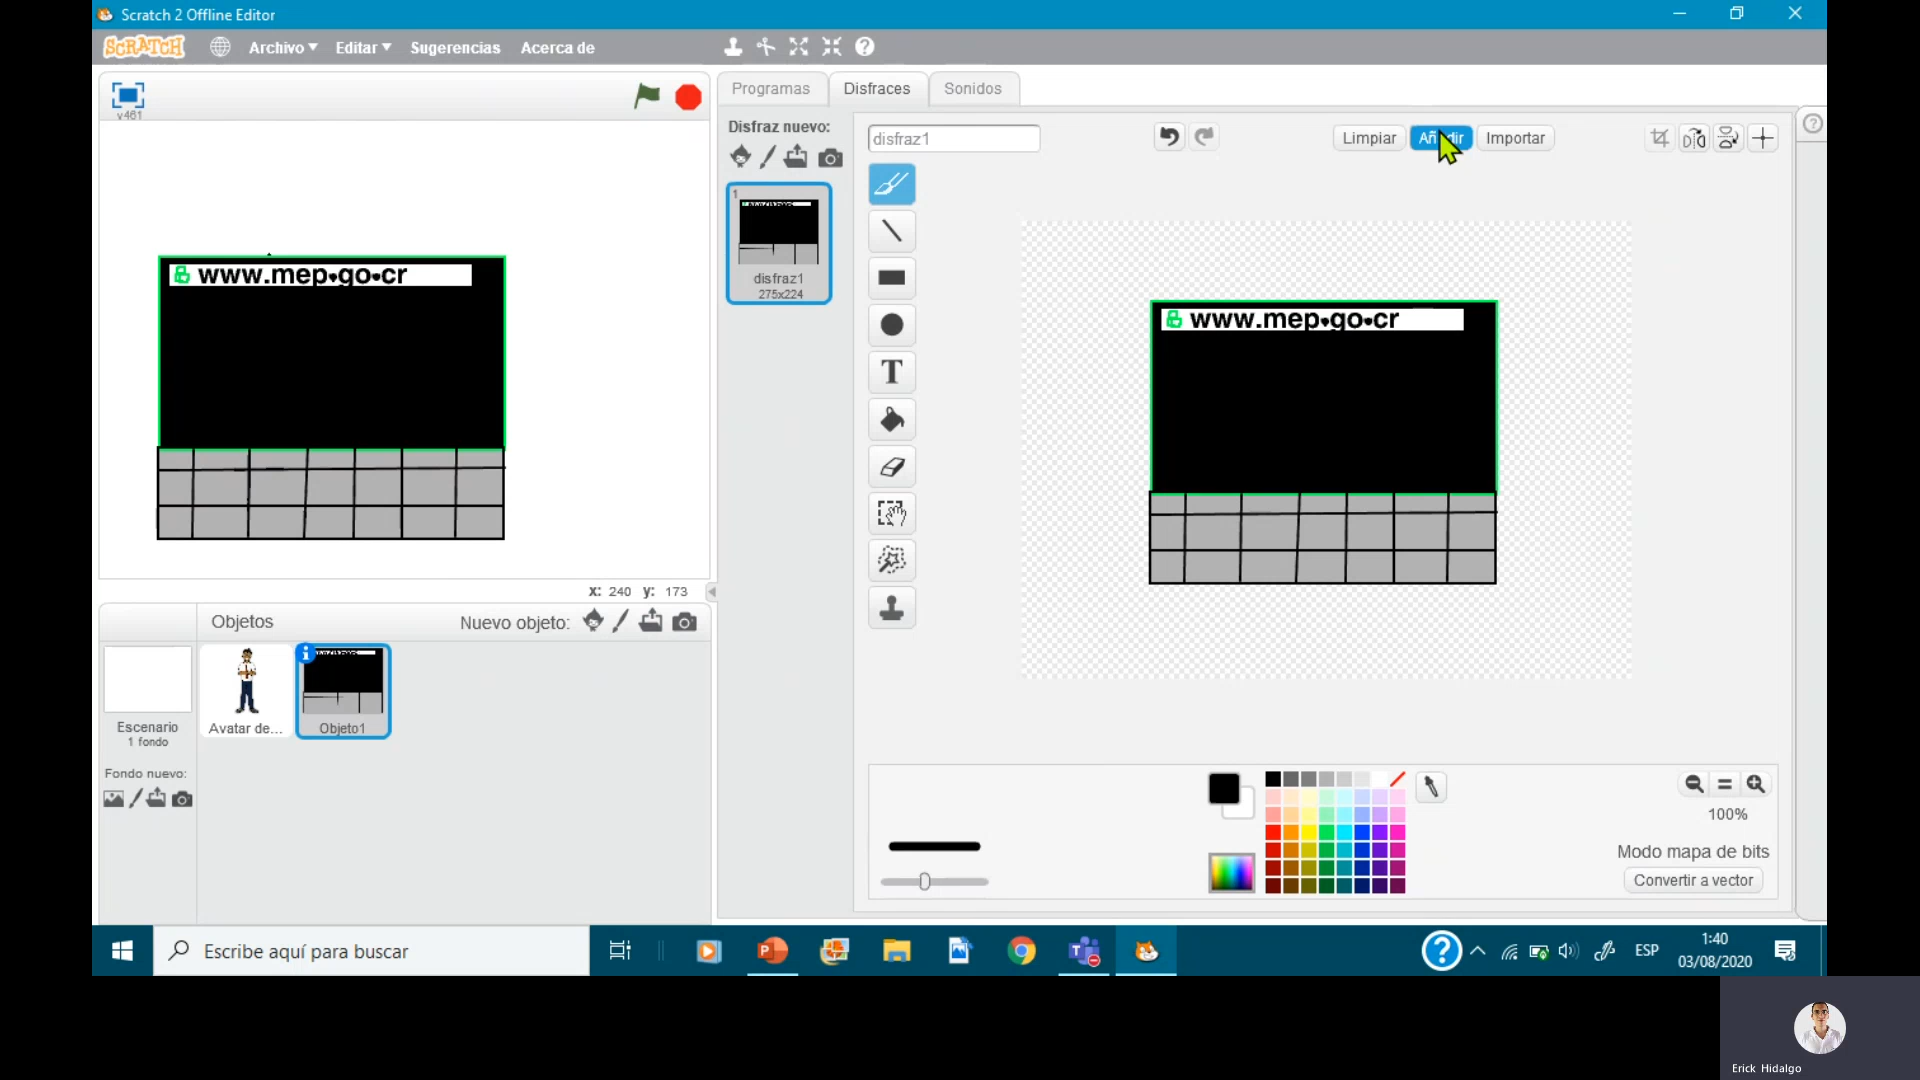 Scratch 2 Offline Editor
SCRATCH Archivo Editar Sugerencias Acerca de
v461
Programas Disfraces Sonidos
Disfraz nuevo:
disfraz1
Limpiar Añadir Importar
1
disfraz1
275x224
www.mep.go.cr
www.mep.go.cr
T
X: 240 y: 173
Objetos
Nuevo objeto:
Escenario
1 fondo
Avatar de...
Objeto1
Fondo nuevo:
100%
Modo mapa de bits
Convertir a vector
Escribe aquí para buscar
ESP
1:40
03/08/2020
Erick Hidalgo